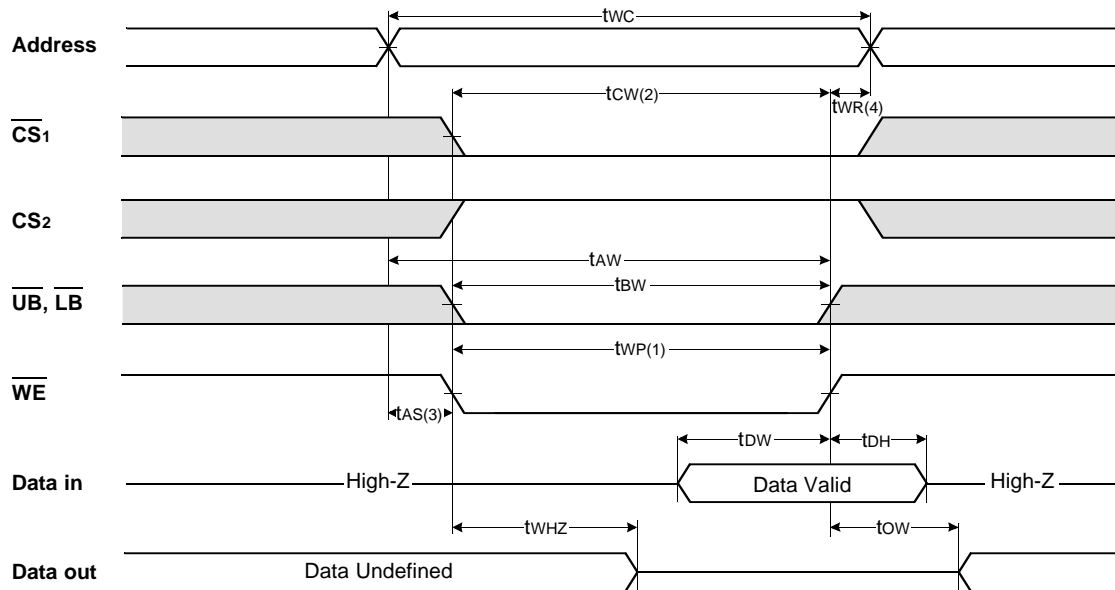 tWC
Address
tCW(2)
tWR(4)
CS1
CS2
tAW
tBW
UB, LB
tWP(1)
WE
tAS(3)
tDW
tDH
Data in
High-Z
Data Valid
High-Z
tWHZ
tOW
Data out
Data Undefined